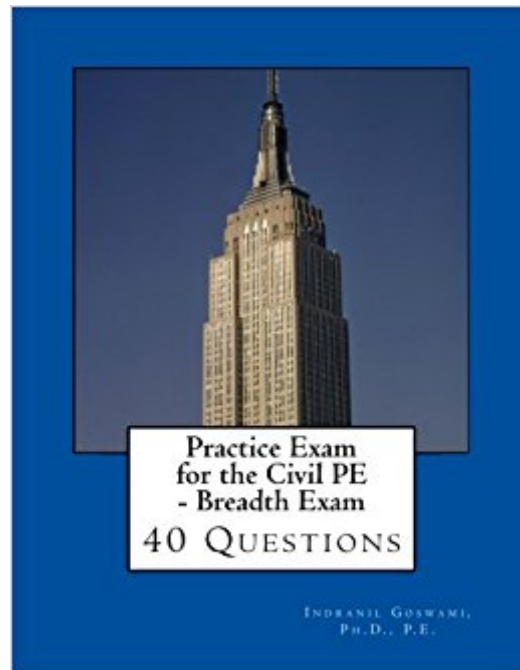 Practice Exam
for the Civil PE
- Breadth Exam
40 Questions
Indranil Goswami,
Ph.D., P.E.